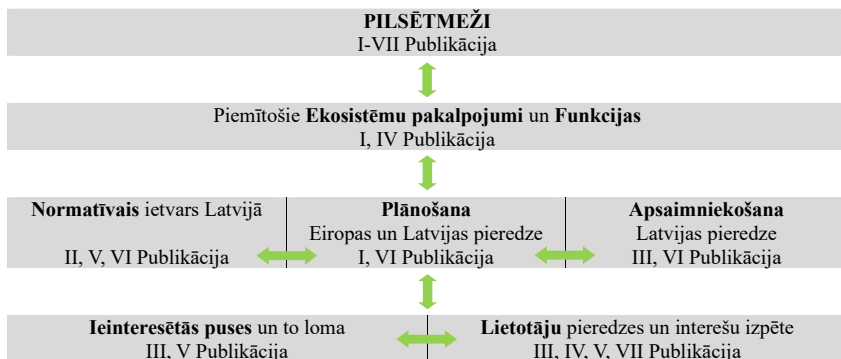 PILSĒTMEŽI
I-VII Publikācija
Piemītošie Ekosistēmu pakalpojumi un Funkcijas
I, IV Publikācija
Normatīvais ietvars Latvijā
II, V, VI Publikācija
Plānošana
Eiropas un Latvijas pieredze
I, VI Publikācija
Apsaimniekošana
Latvijas pieredze
III, VI Publikācija
Ieinteresētās puses un to loma
III, V Publikācija
Lietotāju pieredzes un interešu izpēte
III, IV, V, VII Publikācija